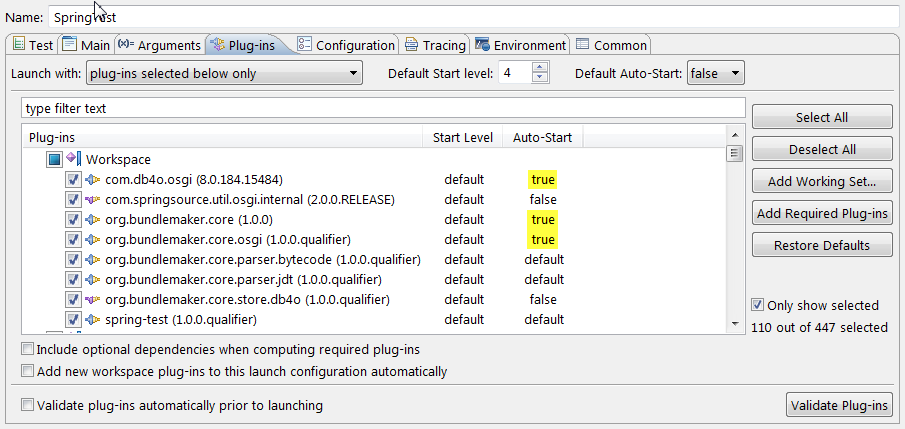 Name: Spring Test
Test Main (x)= Arguments Plug-ins Configuration Tracing Environment Common
Launch with: plug-ins selected below only Default Start level: 4 Default Auto-Start: false
type filter text
Select All
Plug-ins Start Level Auto-Start
Deselect All
Workspace
com.db4o.osgi (8.0.184.15484) default true
Add Working Set...
com.springsource.util.osgi.internal (2.0.0.RELEASE) default false
org.bundlemaker.core (1.0.0) default true
Add Required Plug-ins
org.bundlemaker.core.osgi (1.0.0.qualifier) default true
Restore Defaults
org.bundlemaker.core.parser.bytecode (1.0.0.qualifier) default default
org.bundlemaker.core.parser.jdt (1.0.0.qualifier) default default
org.bundlemaker.core.store.db4o (1.0.0.qualifier) default false
Only show selected
spring-test (1.0.0.qualifier) default default
110 out of 447 selected
Include optional dependencies when computing required plug-ins
Add new workspace plug-ins to this launch configuration automatically
Validate plug-ins automatically prior to launching Validate Plug-ins